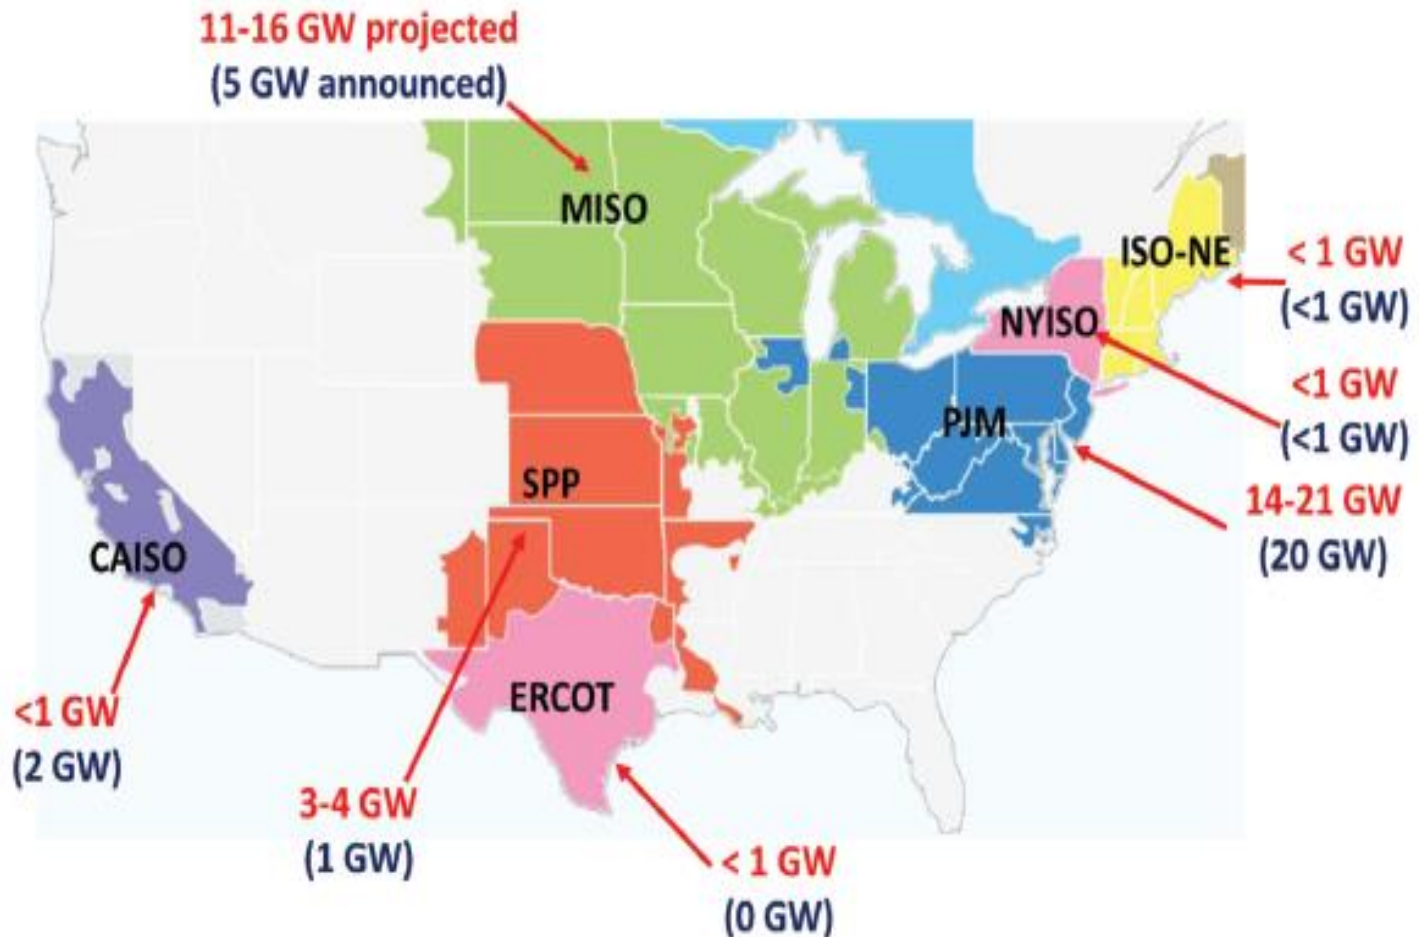 11-16 GW projected
(5 GW announced)
MISO
ISO-NE
< 1 GW
(<1 GW)
NYISO
<1 GW
(<1 GW)
PJM
14-21 GW
(20 GW)
SPP
CAISO
<1 GW
(2 GW)
ERCOT
3-4 GW
(1 GW)
< 1 GW
(0 GW)